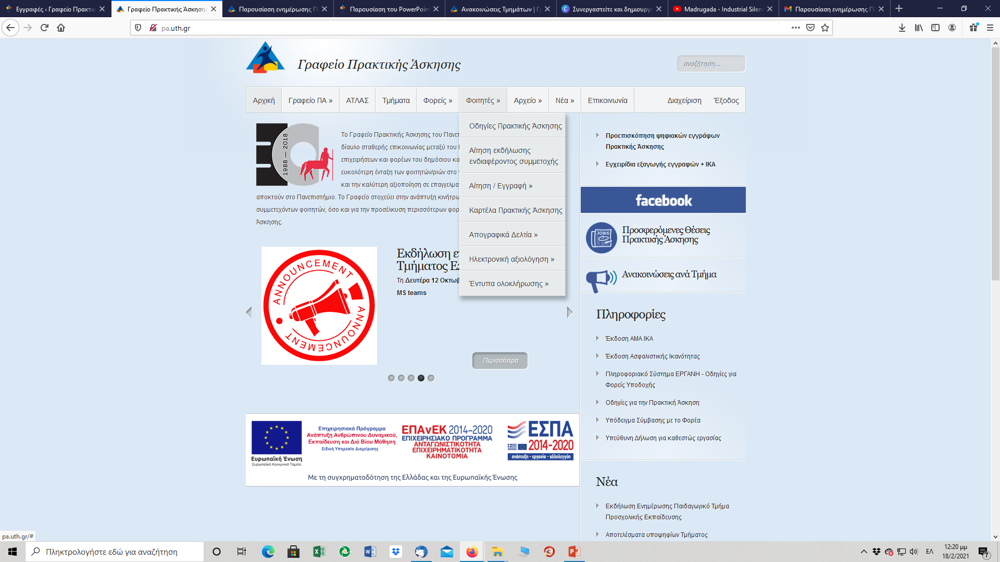 Εγγραφές ‹ Γραφείο Πρακτικ
Γραφείο Πρακτικής Άσκησης
Παρουσίαση ενημέρωσης Π
Παρουσίαση του PowerPoint
Ανακοινώσεις Τμημάτων | Γρ
Συνεργαστείτε και δημιουργή
Madrugada - Industrial Silenc
Παρουσίαση ενημέρωσης Π
pa.uth.gr
Γραφείο Πρακτικής Άσκησης
αναζήτηση...
Αρχική
Γραφείο ΠΑ »
ΑΤΛΑΣ
Τμήματα
Φορείς »
Φοιτητές »
Αρχείο »
Νέα »
Επικοινωνία
Διαχείριση
Έξοδος
Οδηγίες Πρακτικής Άσκησης
Αίτηση εκδήλωσης
ενδιαφέροντος συμμετοχής
Αίτηση / Εγγραφή »
Καρτέλα Πρακτικής Άσκησης
Απογραφικά Δελτία »
Ηλεκτρονική αξιολόγηση »
Έντυπα ολοκλήρωσης »
1988 — 2018
Το Γραφείο Πρακτικής Άσκησης του Πανεπ
δίαυλο σταθερής επικοινωνίας μεταξύ του
επιχειρήσεων και φορέων του δημόσιου κα
ευκολότερη ένταξη των φοιτητών/ριών στο
και την καλύτερη αξιοποίηση σε επαγγελμα
αποκτούν στο Πανεπιστήμιο. Το Γραφείο στοχεύει στην ανάπτυξη κινήτρω
συμμετεχόντων φοιτητών, όσο και για την προσέλκυση περισσότερων φορ
Άσκησης.
ANNOUNCEMENT
ANNOUNCEMENT
Εκδήλωση ε
Τμήματος Ε
Τη Δευτέρα 12 Οκτωβ
MS teams
Περισσότερα
Προεπισκόπηση ψηφιακών εγγράφων
Πρακτικής Άσκησης
Εγχειρίδια εξαγωγής εγγραφών + ΙΚΑ
facebook
JOBS
Προσφερόμενες Θέσεις
Πρακτικής Άσκησης
Ανακοινώσεις ανά Τμήμα
Πληροφορίες
Έκδοση ΑΜΑ ΙΚΑ
Έκδοση Ασφαλιστικής Ικανότητας
Πληροφοριακό Σύστημα ΕΡΓΑΝΗ - Οδηγίες για
Φορείς Υποδοχής
Οδηγίες για την Πρακτική Άσκηση
Υπόδειγμα Σύμβασης με το Φορέα
Υπεύθυνη Δήλωση για καθεστώς εργασίας
Νέα
Εκδήλωση Ενημέρωσης Παιδαγωγικό Τμήμα
Προσχολικής Εκπαίδευσης
Αποτελέσματα υποψηφίων Τμήματος
Ευρωπαϊκή Ένωση
Ευρωπαϊκό Κοινωνικό Ταμείο
Επιχειρησιακό Πρόγραμμα
Ανάπτυξη Ανθρώπινου Δυναμικού,
Εκπαίδευση και Διά Βίου Μάθηση
Ειδική Υπηρεσία Διαχείρισης
ΕΠΑνΕΚ 2014–2020
ΕΠΙΧΕΙΡΗΣΙΑΚΟ ΠΡΟΓΡΑΜΜΑ
ΑΝΤΑΓΩΝΙΣΤΙΚΟΤΗΤΑ
ΕΠΙΧΕΙΡΗΜΑΤΙΚΟΤΗΤΑ
ΚΑΙΝΟΤΟΜΙΑ
ΕΣΠΑ
2014-2020
ανάπτυξη - εργασία - αλληλεγγύη
Με τη συγχρηματοδότηση της Ελλάδας και της Ευρωπαϊκής Ένωσης
pa.uth.gr/#
Πληκτρολογήστε εδώ για αναζήτηση
ΕΛ
12:20 μμ
18/2/2021
7